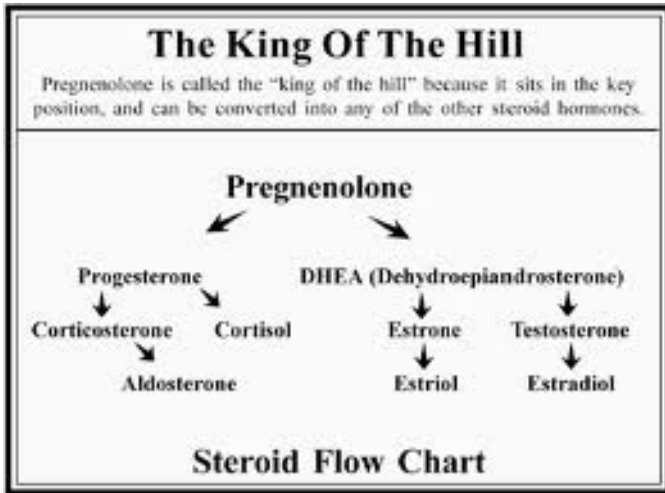 The King Of The Hill
Pregnenolone is called the “king of the hill” because it sits in the key
position, and can be converted into any of the other steroid hormones.
Pregnenolone
Progesterone DHEA (Dehydroepiandrosterone)
Corticosterone Cortisol Estrone Testosterone
Aldosterone Estriol Estradiol
Steroid Flow Chart